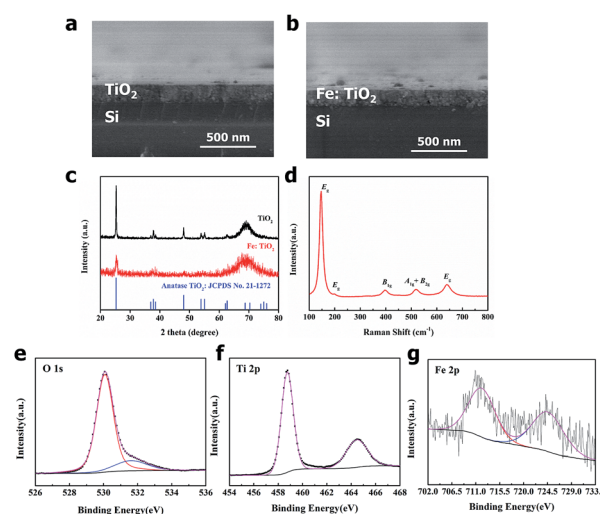 a
b
TiO2
Si
500 nm
Fe: TiO2
Si
500 nm
c
Intensity (a.u.)
TiO2
Fe: TiO2
Anatase TiO2: JCPDS No. 21-1272
20 30 40 50 60 70 80
2 theta (degree)
d
Intensity(a.u.)
Eg
Eg
B1g
A1g + B2g
Eg
100 200 300 400 500 600 700 800
Raman Shift (cm-1)
e
O 1s
Intensity(a.u.)
526 528 530 532 534 536
Binding Energy(eV)
f
Ti 2p
Intensity(a.u.)
454 456 458 460 462 464 466 468
Binding Energy(eV)
g
Fe 2p
Intensity(a.u.)
702.0 706.5 711.0 715.5 720.0 724.5 729.0 733.
Binding Energy(eV)